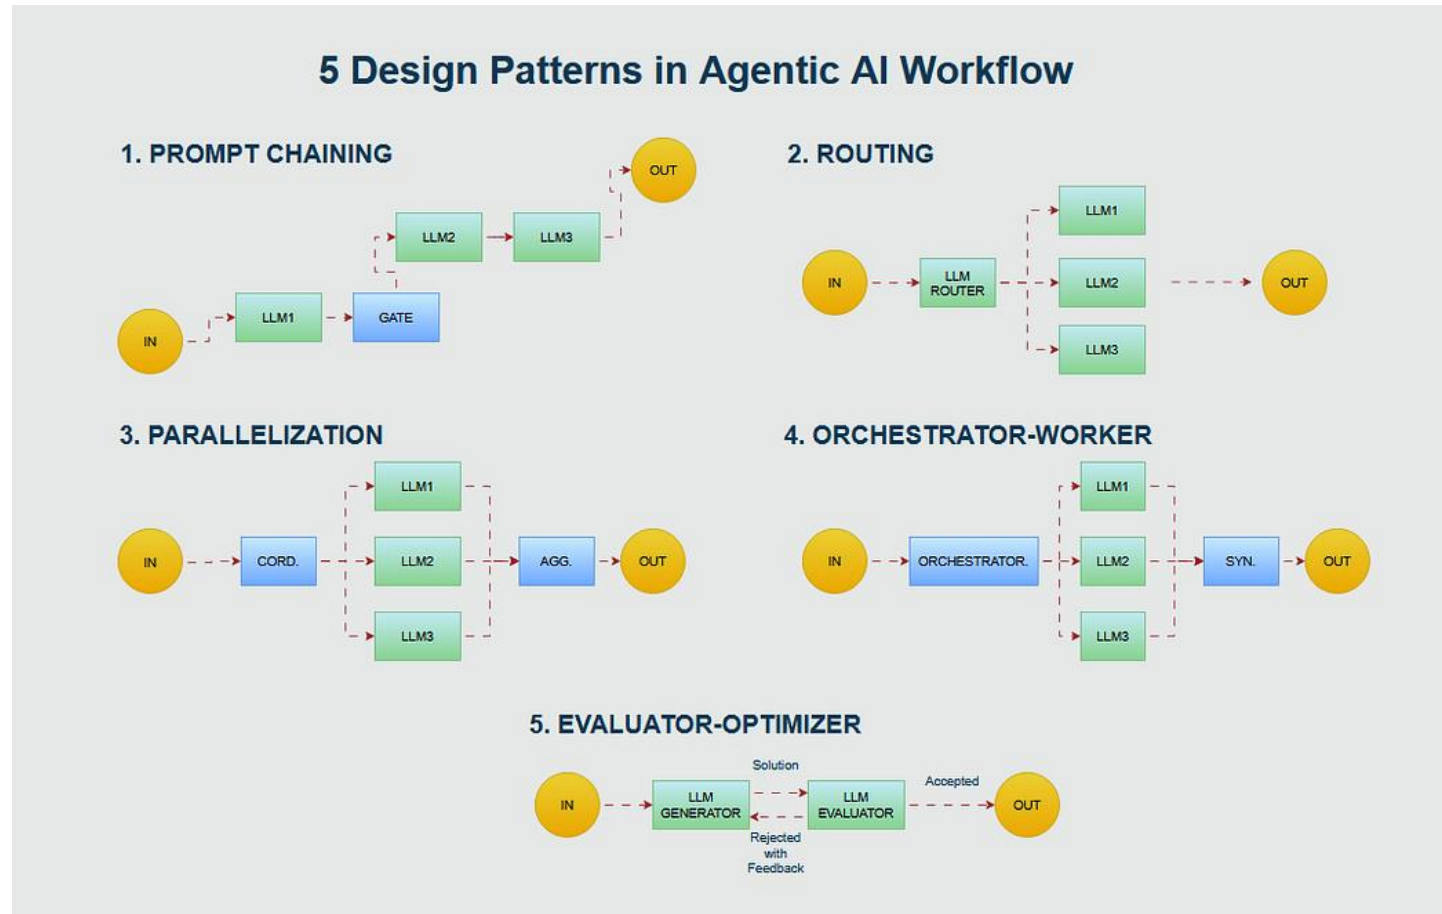 5 Design Patterns in Agentic AI Workflow
1. PROMPT CHAINING
IN
LLM1
GATE
LLM2
LLM3
OUT
2. ROUTING
IN
LLM
ROUTER
LLM1
LLM2
LLM3
OUT
3. PARALLELIZATION
IN
CORD.
LLM1
LLM2
LLM3
AGG.
OUT
4. ORCHESTRATOR-WORKER
IN
ORCHESTRATOR.
LLM1
LLM2
LLM3
SYN.
OUT
5. EVALUATOR-OPTIMIZER
IN
LLM
GENERATOR
Solution
Rejected
with
Feedback
LLM
EVALUATOR
Accepted
OUT